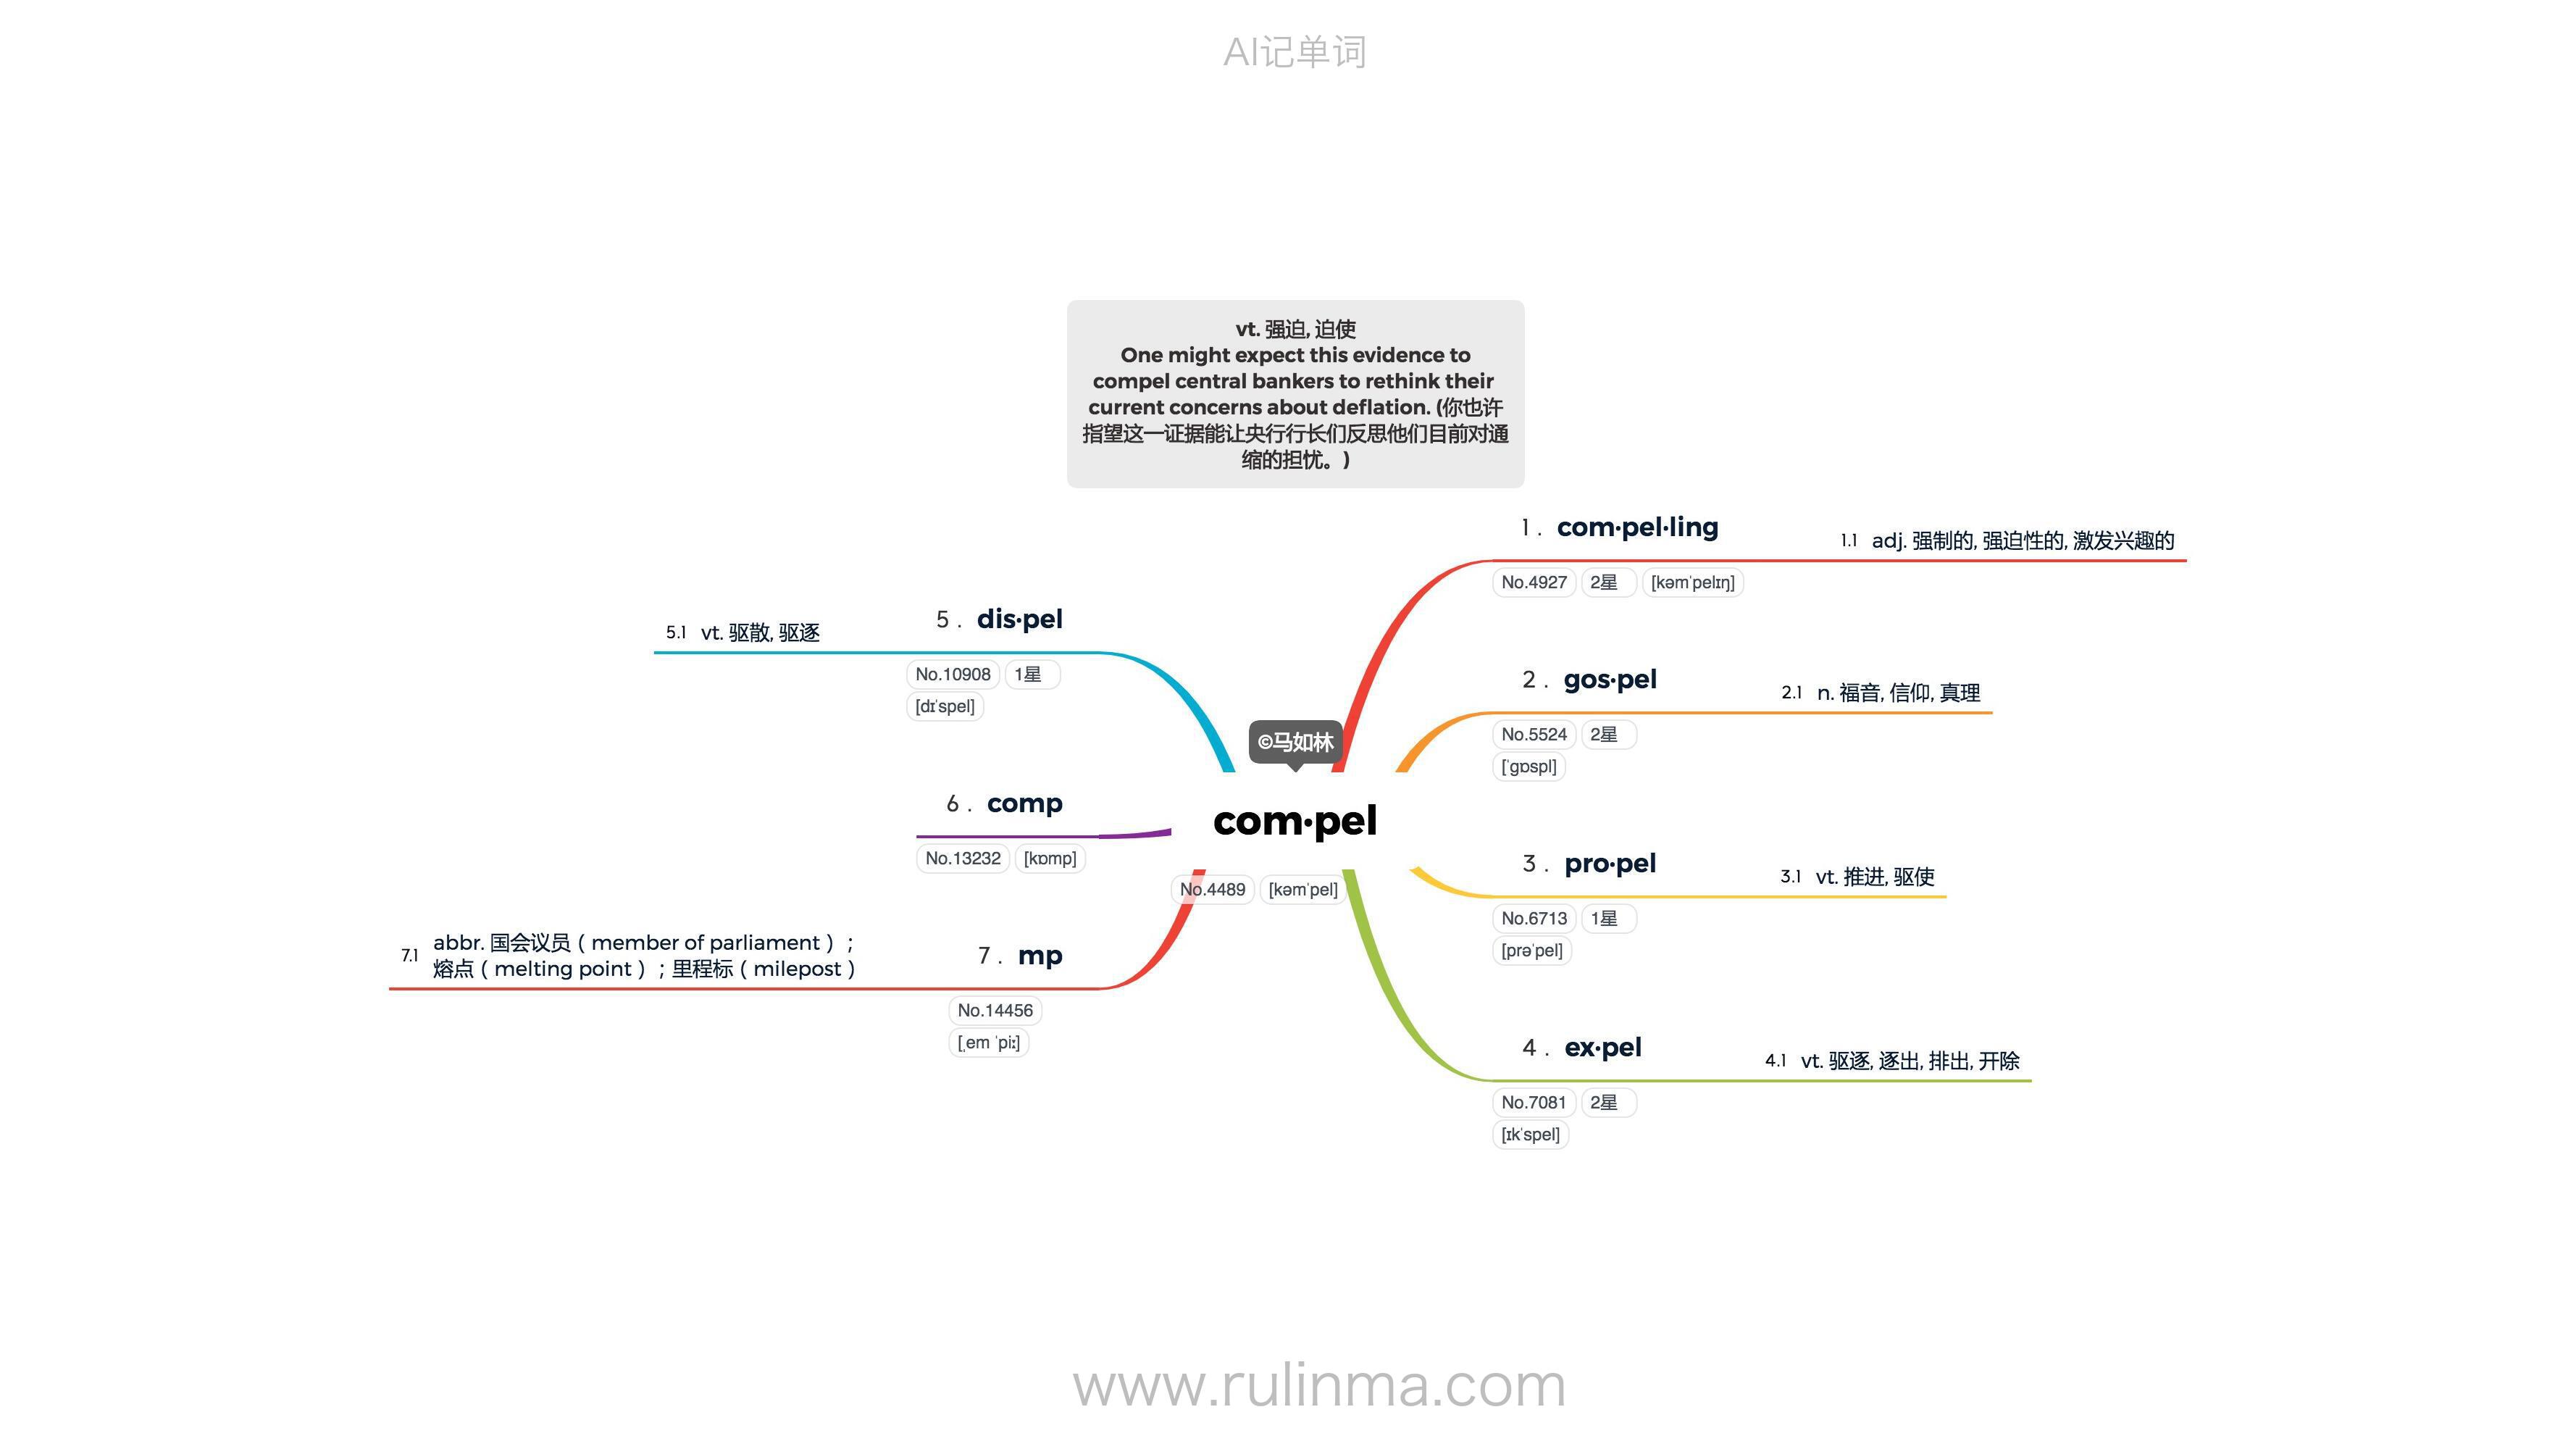 AI记单词
vt. 强迫, 迫使
One might expect this evidence to
compel central bankers to rethink their
current concerns about deflation. (你也许
指望这一证据能让央行行长们反思他们目前对通
缩的担忧。)
©马如林
com·pel
No.4489 [kəmˈpel]
1 . com·pel·ling
No.4927 2星 [kəmˈpelɪŋ]
1.1 adj. 强制的, 强迫性的, 激发兴趣的
2 . gos·pel
No.5524 2星
[ˈgɒspl]
2.1 n. 福音, 信仰, 真理
3 . pro·pel
No.6713 1星
[prəˈpel]
3.1 vt. 推进, 驱使
4 . ex·pel
No.7081 2星
[ɪkˈspel]
4.1 vt. 驱逐, 逐出, 排出, 开除
5 . dis·pel
No.10908 1星
[dɪˈspel]
5.1 vt. 驱散, 驱逐
6 . comp
No.13232 [kɒmp]
7 . mp
No.14456
[ˌem ˈpiː]
7.1 abbr. 国会议员（member of parliament）；
熔点（melting point）；里程标（milepost）
www.rulinma.com